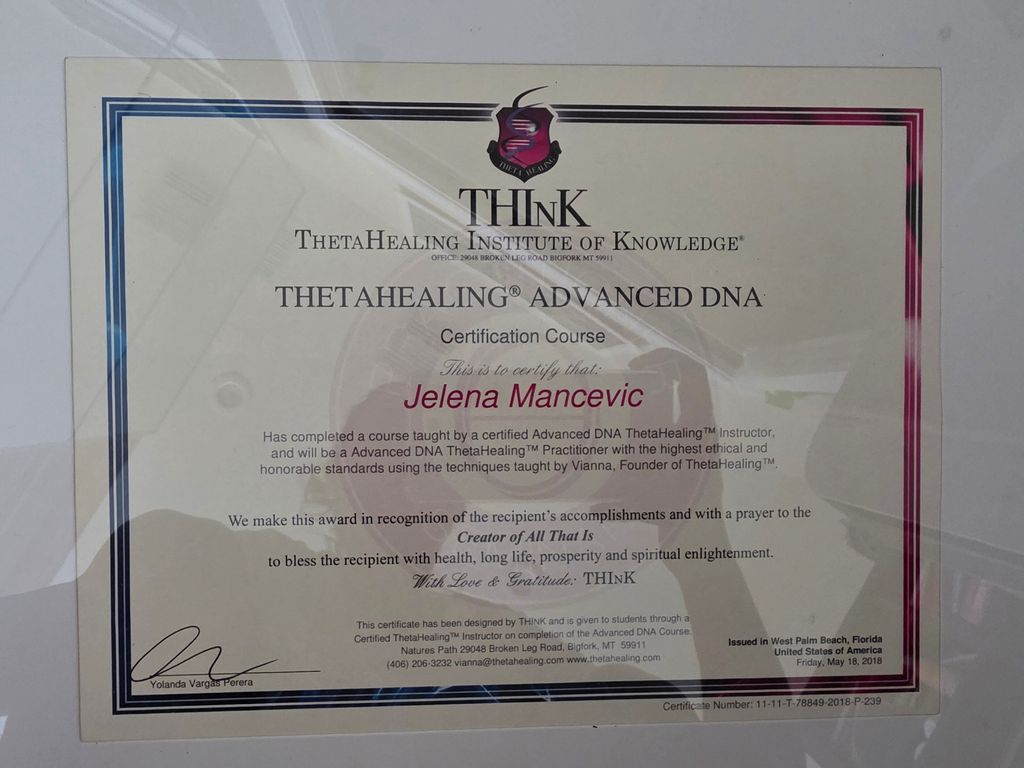 THETA HEALING
THInK
ThetaHealing Institute of Knowledge®
OFFICE: 29048 BROKEN LEG ROAD BIGFORK MT 59911
THETAHEALING® ADVANCED DNA
Certification Course
This is to certify that:
Jelena Mancevic
Has completed a course taught by a certified Advanced DNA ThetaHealing™ Instructor,
and will be a Advanced DNA ThetaHealing™ Practitioner with the highest ethical and
honorable standards using the techniques taught by Vianna, Founder of ThetaHealing™.
We make this award in recognition of the recipient's accomplishments and with a prayer to the
Creator of All That Is
to bless the recipient with health, long life, prosperity and spiritual enlightenment.
With Love & Gratitude: THInK
This certificate has been designed by THINK and is given to students through a
Certified ThetaHealing™ Instructor on completion of the Advanced DNA Course.
Natures Path 29048 Broken Leg Road, Bigfork, MT 59911
(406) 206-3232 vianna@thetahealing.com www.thetahealing.com
Yolanda Vargas Perera
Issued in West Palm Beach, Florida
United States of America
Friday, May 18, 2018
Certificate Number: 11-11-T-78849-2018-P-239